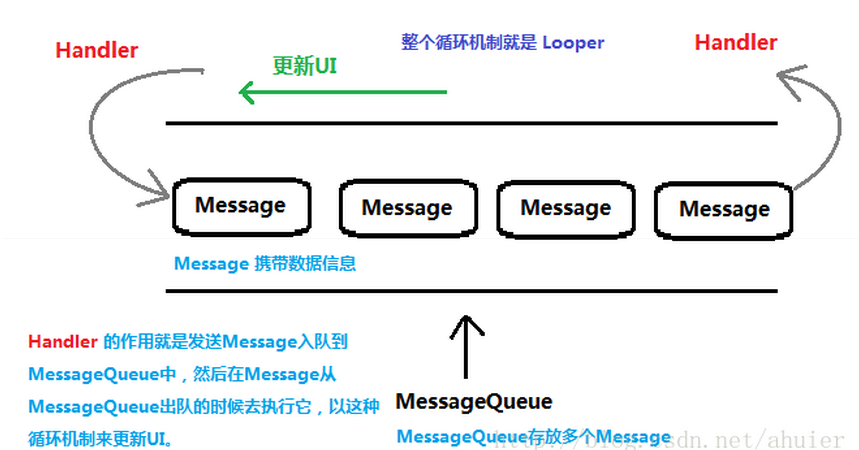 Handler
整个循环机制就是 Looper
Handler
更新UI
Message
Message
Message
Message
Message 携带数据信息
Handler 的作用就是发送Message入队到
MessageQueue中，然后在Message从
MessageQueue出队的时候去执行它，以这种
循环机制来更新UI。
MessageQueue
MessageQueue存放多个Message
http://blog.csdn.net/ahuier